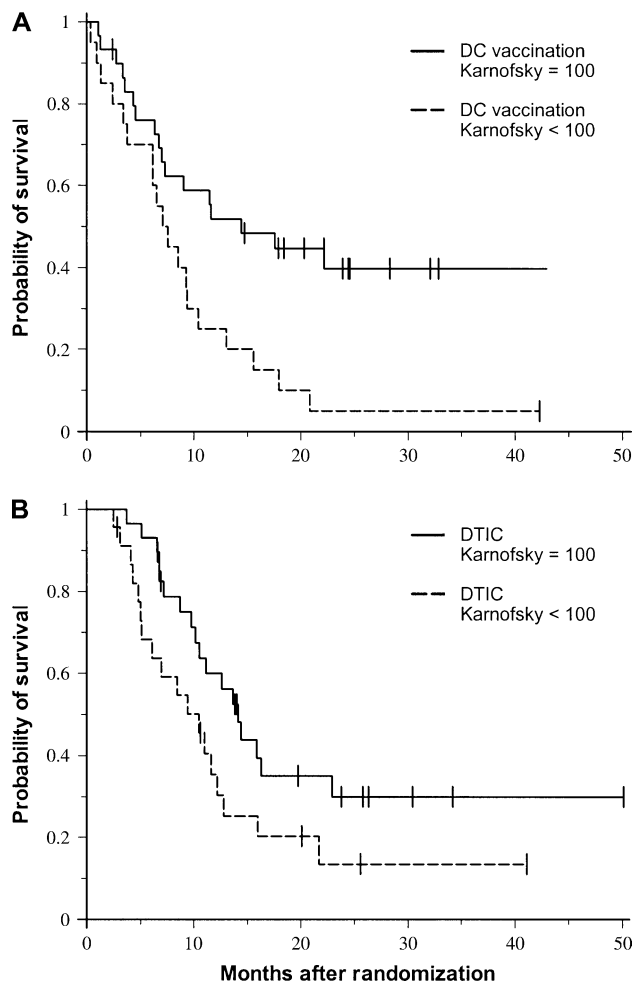 A
DC vaccination
Karnofsky = 100
DC vaccination
Karnofsky < 100
Probability of survival
1
0.8
0.6
0.4
0.2
0
0 10 20 30 40 50
B
DTIC
Karnofsky = 100
DTIC
Karnofsky < 100
Probability of survival
1
0.8
0.6
0.4
0.2
0
0 10 20 30 40 50
Months after randomization